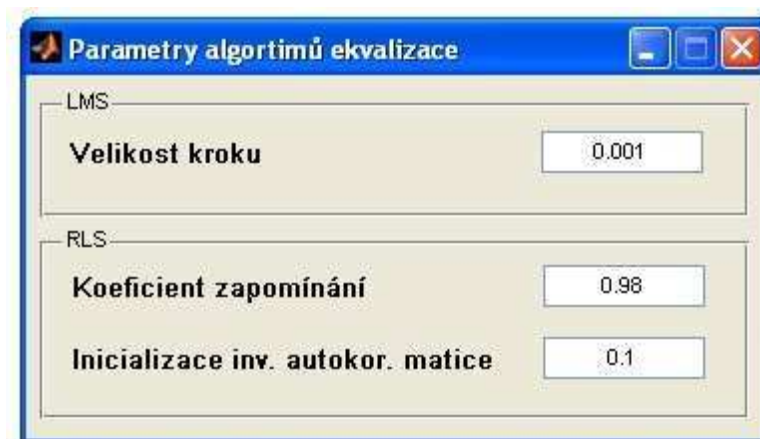 Parametry algortimů ekvalizace
LMS
Velikost kroku 0.001
RLS
Koeficient zapomínání 0.98
Inicializace inv. autokor. matice 0.1